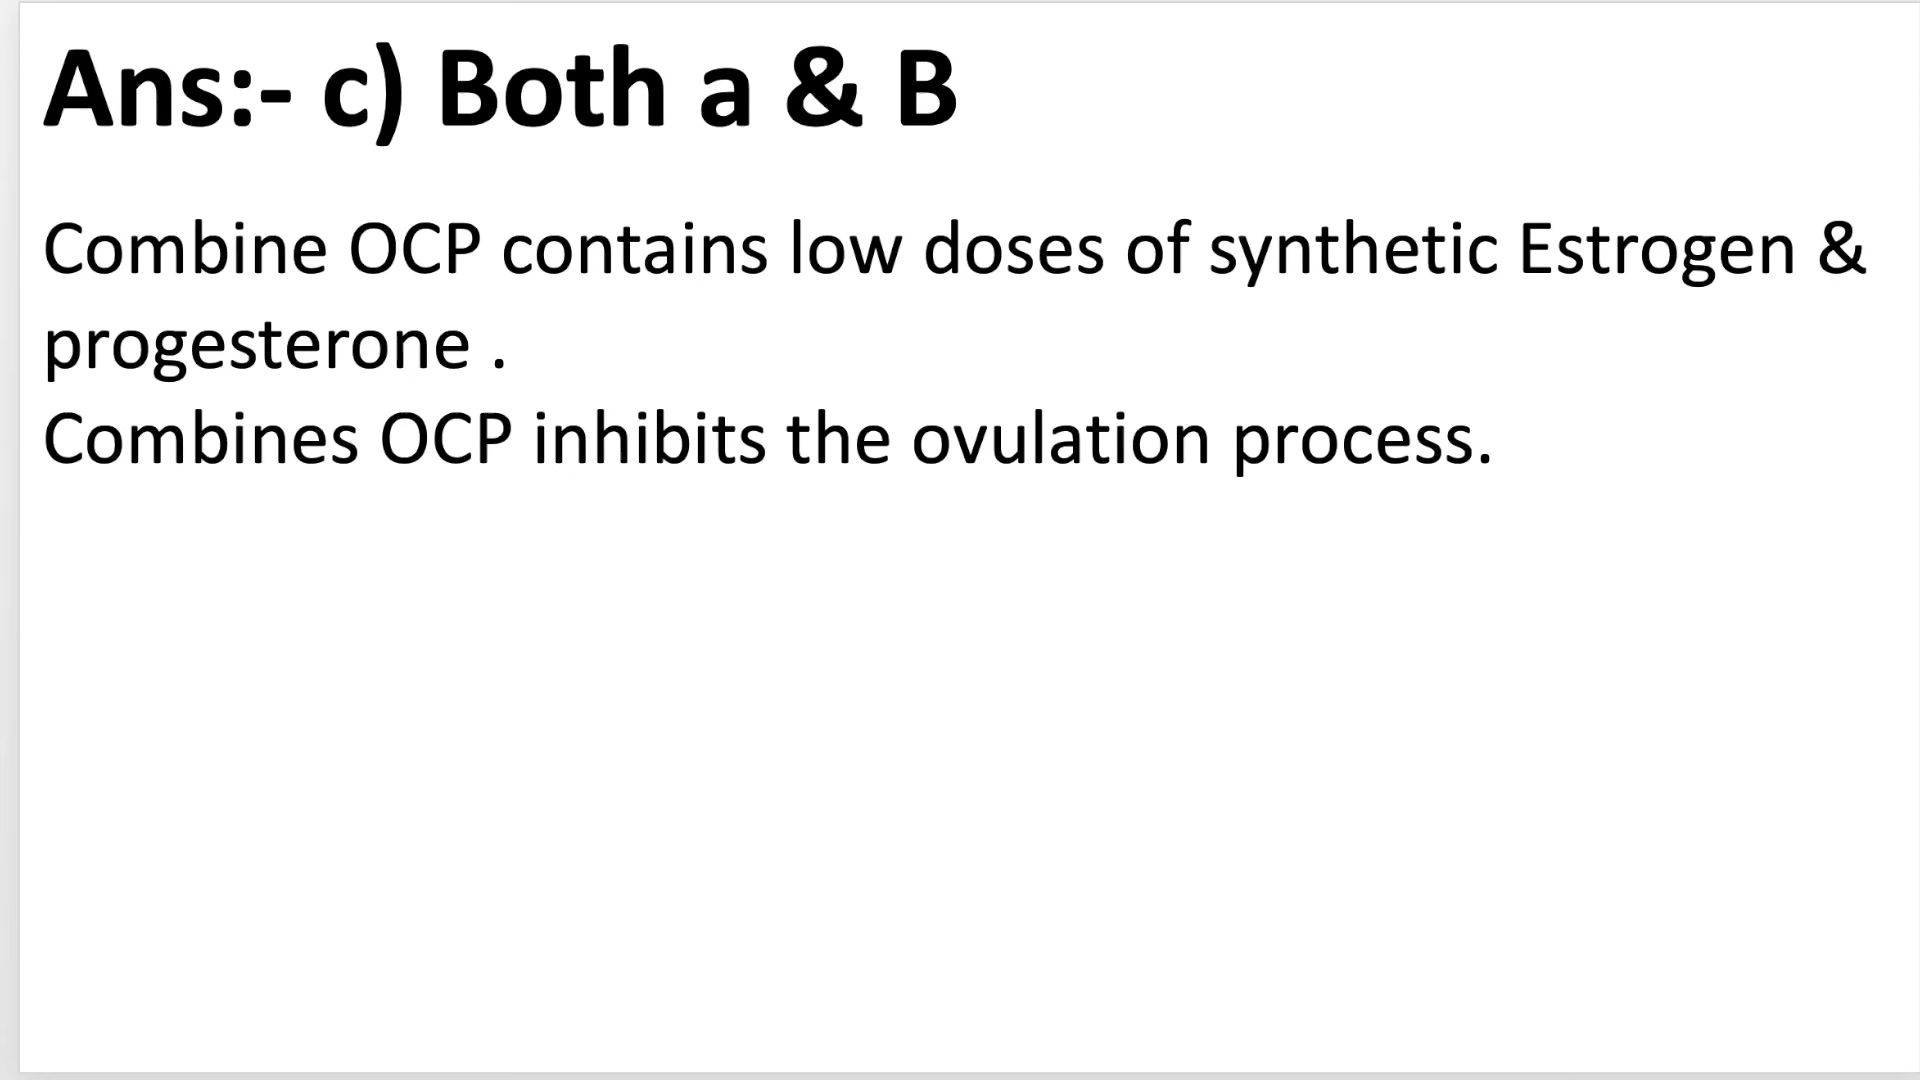 Ans:- c) Both a & B
Combine OCP contains low doses of synthetic Estrogen &
progesterone .
Combines OCP inhibits the ovulation process.